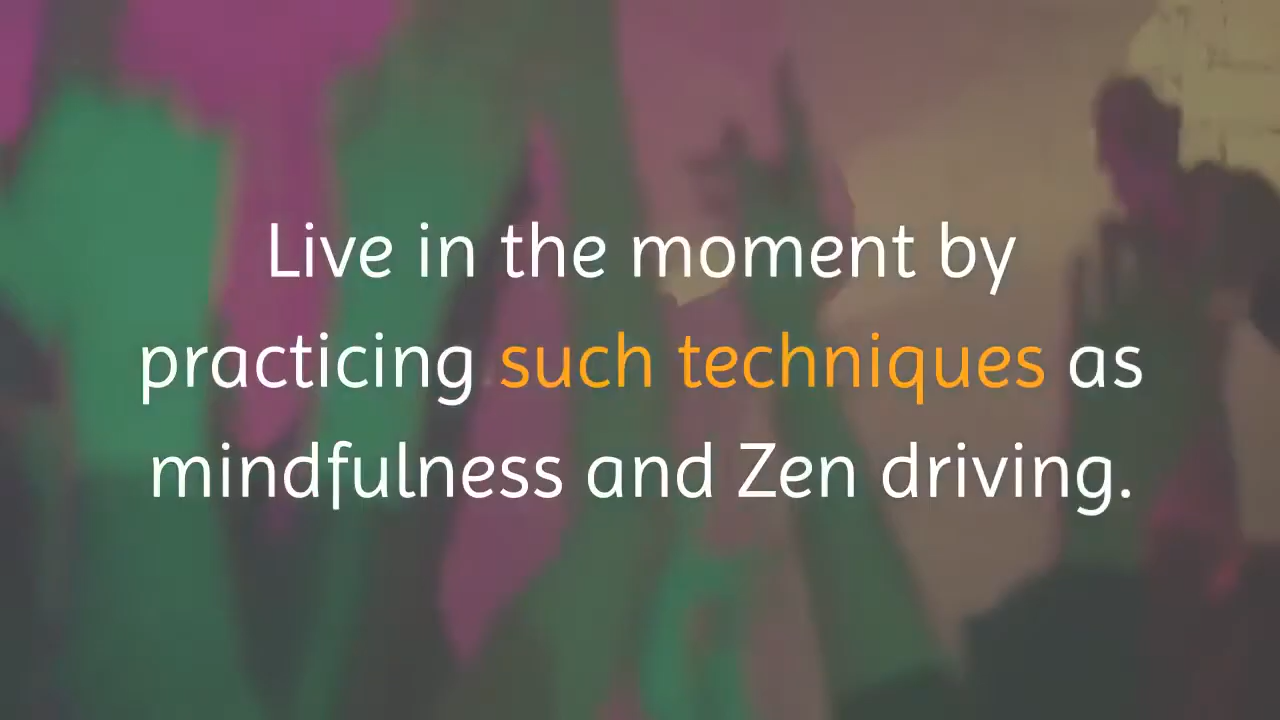 Live in the moment by
practicing such techniques as
mindfulness and Zen driving.